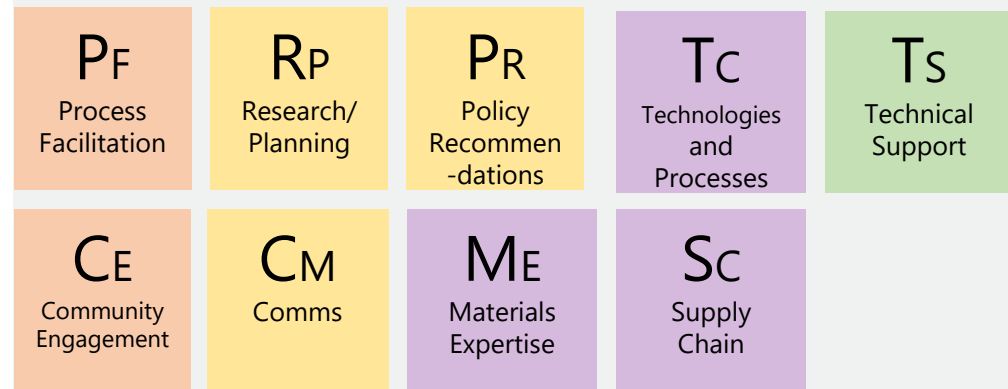 PF
Process
Facilitation
RP
Research/
Planning
PR
Policy
Recommen
-dations
TC
Technologies
and
Processes
TS
Technical
Support
CE
Community
Engagement
CM
Comms
ME
Materials
Expertise
SC
Supply
Chain